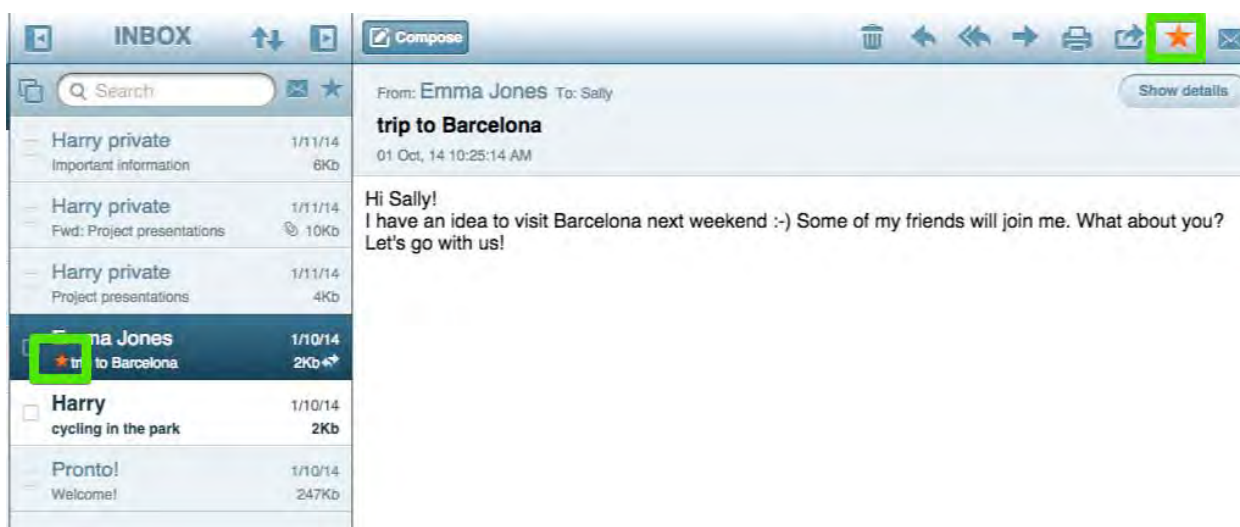 INBOX
Compose
Search
Harry private 1/11/14
Important information 6Kb
Harry private 1/11/14
Fwd: Project presentations 10Kb
Harry private 1/11/14
Project presentations 4Kb
Jones 1/10/14
to Barcelona 2Kb
Harry 1/10/14
cycling in the park 2Kb
Pronto! 1/10/14
Welcome! 247Kb
From: Emma Jones To: Sally
Show details
trip to Barcelona
01 Oct, 14 10:25:14 AM
Hi Sally!
I have an idea to visit Barcelona next weekend :-) Some of my friends will join me. What about you?
Let's go with us!